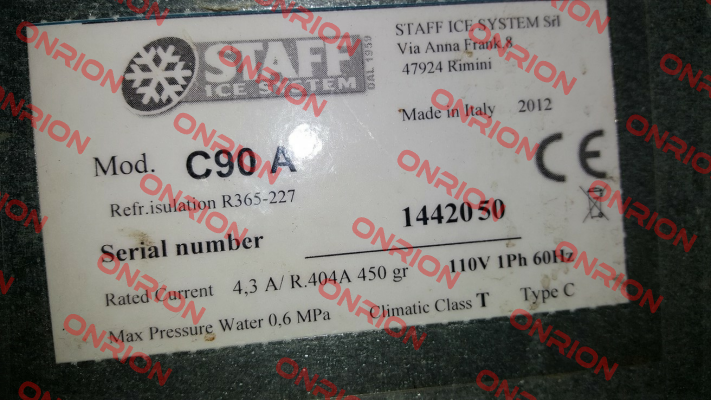 STAFF
ICE SYSTEM
DAL 1959
STAFF ICE SYSTEM Srl
Via Anna Frank,8
47924 Rimini
Made in Italy 2012
CE
Mod. C90 A
Refr.isulation R365-227
Serial number 1442050
Rated Current 4,3 A/ R.404A 450 gr 110V 1Ph 60Hz
Max Pressure Water 0,6 MPa Climatic Class T Type C
ONRION